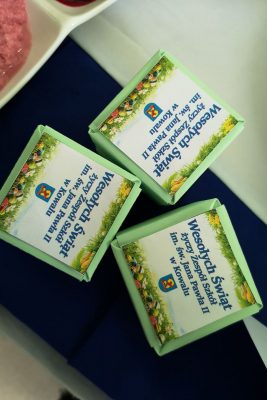 Wesołych Świąt
życzy Zespół Szkół
im. św. Jana Pawła II
w Kowalu
Wesołych Świąt
życzy Zespół Szkół
im. św. Jana Pawła II
w Kowalu
Wesołych Świąt
życzy Zespół Szkół
im. św. Jana Pawła II
w Kowalu